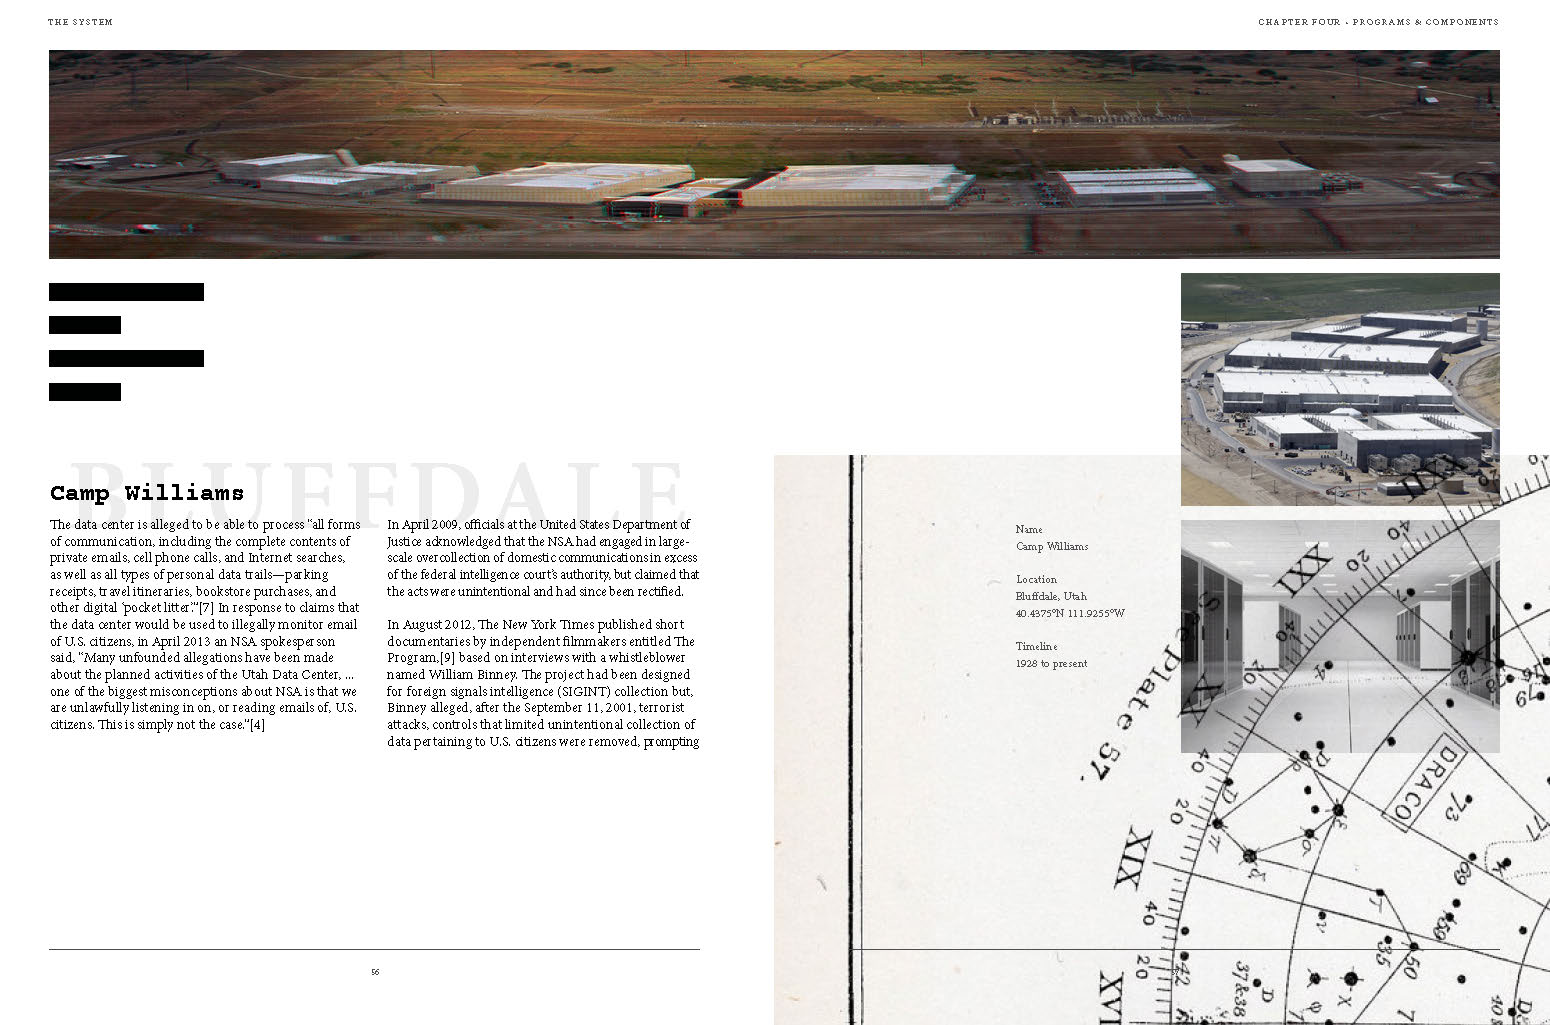 THE SYSTEM
CHAPTER FOUR • PROGRAMS & COMPONENTS
BLUFFDALE
Camp Williams
The data center is alleged to be able to process “all forms
of communication, including the complete contents of
private emails, cell phone calls, and Internet searches,
as well as all types of personal data trails—parking
receipts, travel itineraries, bookstore purchases, and
other digital ‘pocket litter’.”[7] In response to claims that
the data center would be used to illegally monitor email
of U.S. citizens, in April 2013 an NSA spokesperson
said, “Many unfounded allegations have been made
about the planned activities of the Utah Data Center, ...
one of the biggest misconceptions about NSA is that we
are unlawfully listening in on, or reading emails of, U.S.
citizens. This is simply not the case.”[4]
In April 2009, officials at the United States Department of
Justice acknowledged that the NSA had engaged in large-
scale overcollection of domestic communications in excess
of the federal intelligence court’s authority, but claimed that
the acts were unintentional and had since been rectified.
In August 2012, The New York Times published short
documentaries by independent filmmakers entitled The
Program,[9] based on interviews with a whistleblower
named William Binney. The project had been designed
for foreign signals intelligence (SIGINT) collection but,
Binney alleged, after the September 11, 2001, terrorist
attacks, controls that limited unintentional collection of
data pertaining to U.S. citizens were removed, prompting
56
Name
Camp Williams
Location
Bluffdale, Utah
40.4375°N 111.9255°W
Timeline
1928 to present
Plate 57.
XXII
XXI
XX
XIX
XVI
DRACO
40
20
40
20
40
20
73
77
79
69
59
50
35
42
37&38